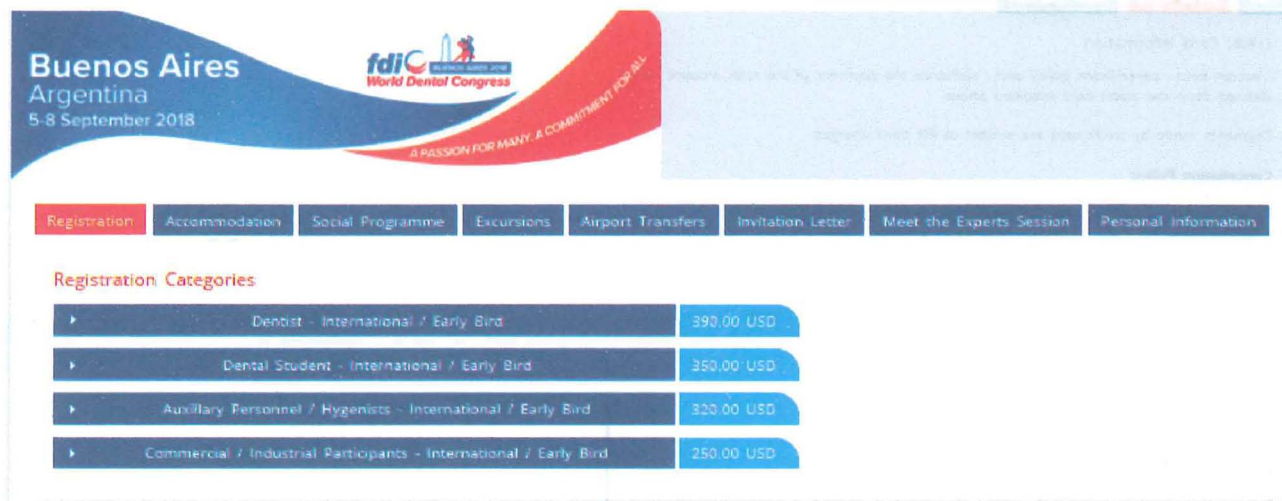 Buenos Aires
Argentina
5-8 September 2018
fdi
World Dental Congress
A PASSION FOR MANY, A COMMITMENT FOR ALL
Registration Accommodation Social Programme Excursions Airport Transfers Invitation Letter Meet the Experts Session Personal Information
Registration Categories
Dentist - International / Early Bird 390.00 USD
Dental Student - International / Early Bird 350.00 USD
Auxillary Personnel / Hygenists - International / Early Bird 320.00 USD
Commercial / Industrial Participants - International / Early Bird 250.00 USD